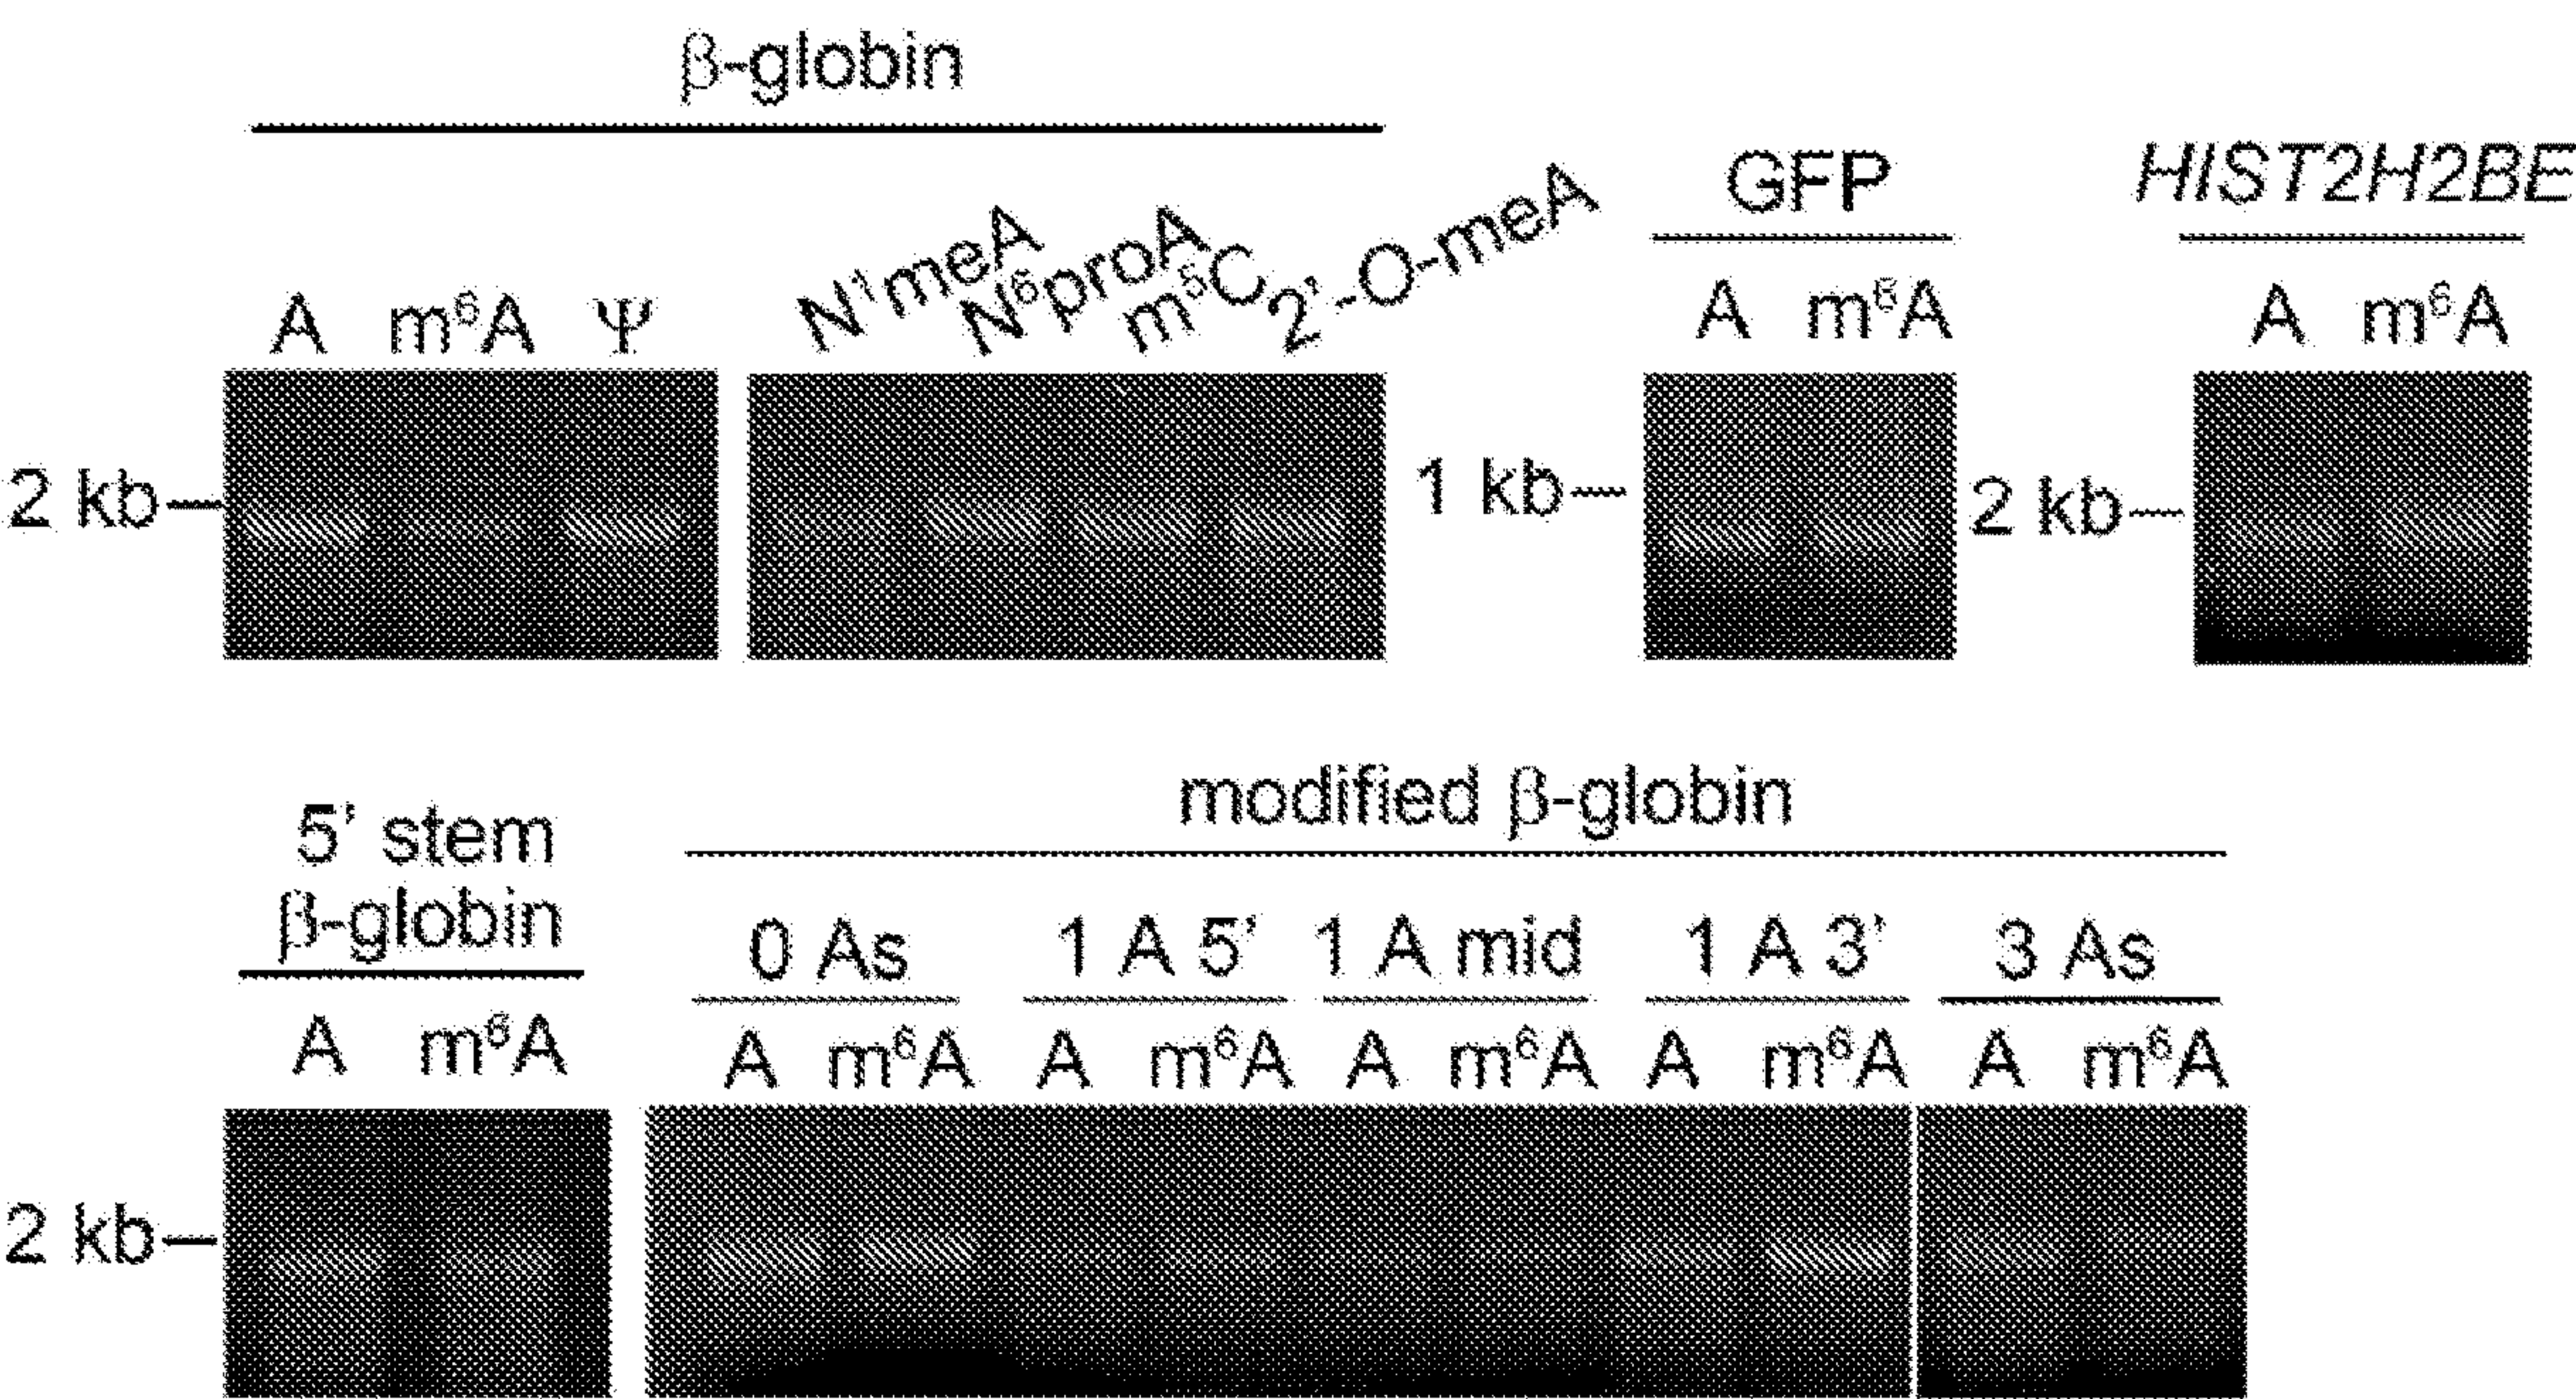 β-globin
GFP
HIST2H2BE
A m⁶A Ψ
N¹meA N⁶proA m⁵C 2'-O-meA
A m⁶A
A m⁶A
2 kb
1 kb
2 kb
modified β-globin
5' stem
β-globin
0 As 1 A 5' 1 A mid 1 A 3' 3 As
A m⁶A
A m⁶A A m⁶A A m⁶A A m⁶A A m⁶A
2 kb